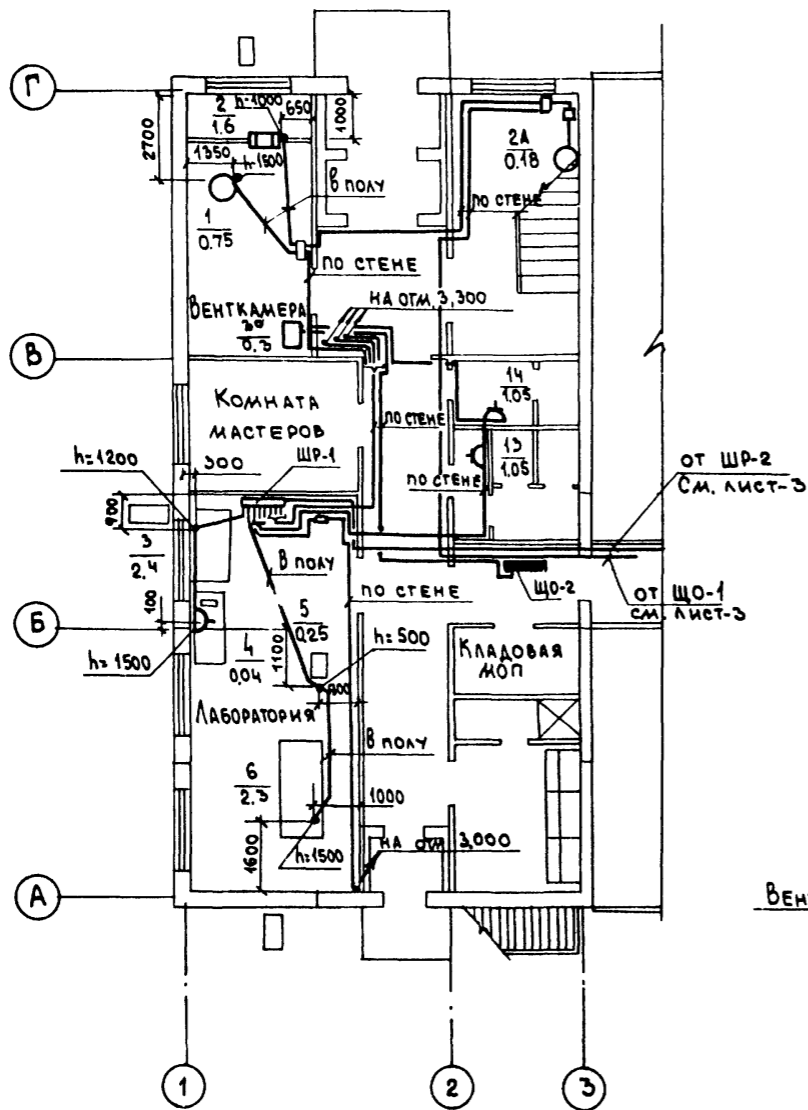 Г
2
1.6
h=1000
650
1000
2700
1350
h=1500
1
0.75
В ПОЛУ
2А
0.18
ПО СТЕНЕ
ПО СТЕНЕ
НА ОТМ. 3,300
ВЕНТКАМЕРА
0.3
В
КОМНАТА
МАСТЕРОВ
ПО СТЕНЕ
14
1.05
13
1.05
h=1200
300
ШР-1
ПО СТЕНЕ
ОТ ШР-2
СМ. ЛИСТ-3
900
3
2.4
В ПОЛУ
ПО СТЕНЕ
ЩО-2
ОТ ЩО-1
СМ. ЛИСТ-3
100
Б
5
0.25
h=1500
4
0.04
1100
h=500
КЛАДОВАЯ
МОП
ЛАБОРАТОРИЯ
В ПОЛУ
6
2.3
1000
1600
h=1500
НА ОТМ 3,000
А
ВЕН
1
2
3